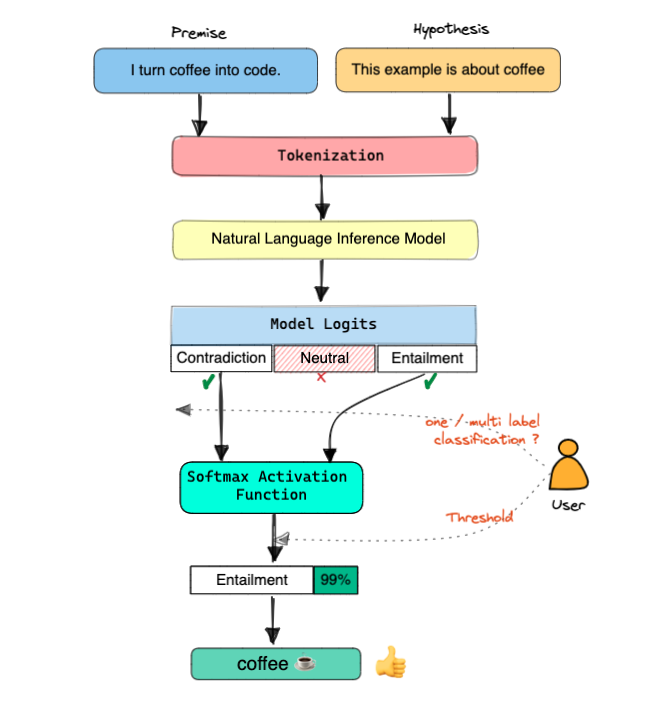 Premise
Hypothesis
I turn coffee into code.
This example is about coffee
Tokenization
Natural Language Inference Model
Model Logits
Contradiction
Neutral
Entailment
one / multi label
classification ?
Softmax Activation
Function
User
Threshold
Entailment
99%
coffee ☕